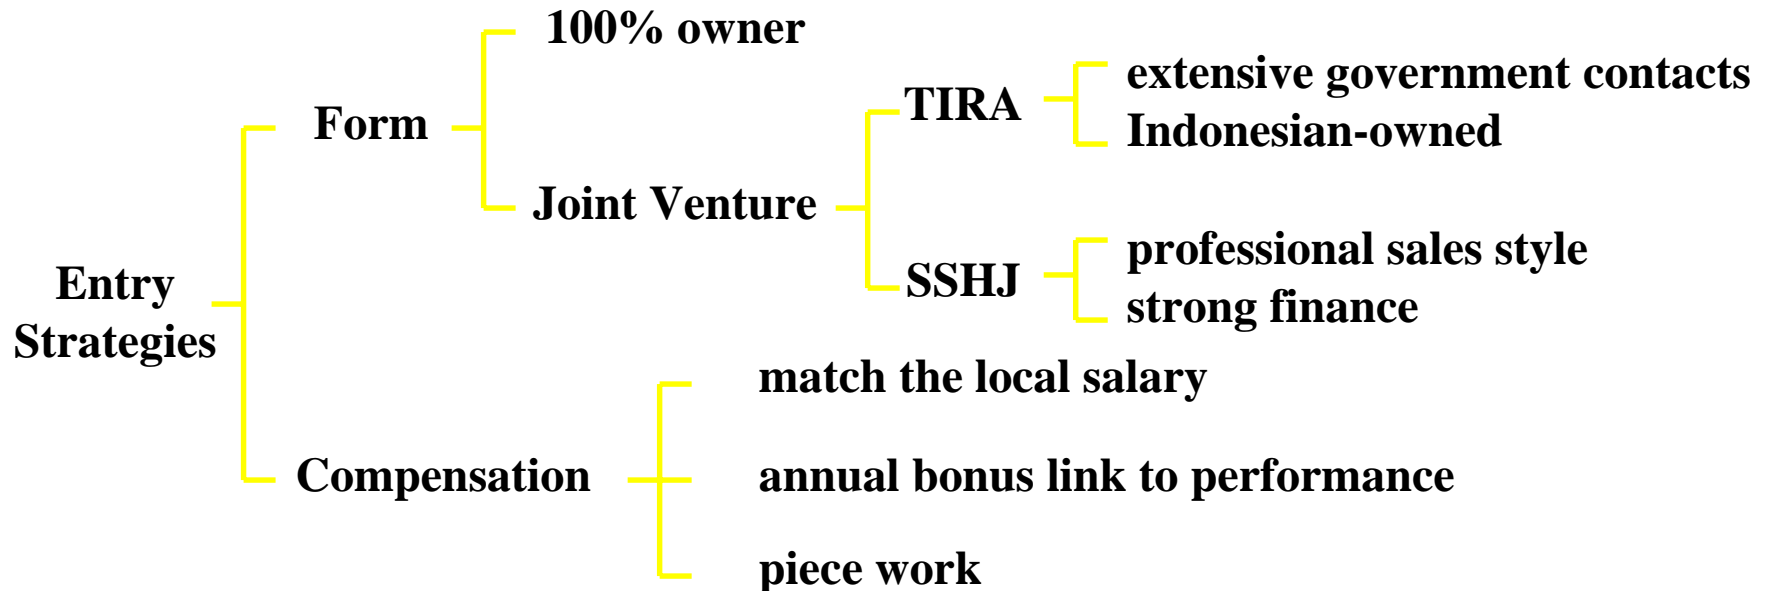 100% owner
extensive government contacts
TIRA
Form
Indonesian-owned
Joint Venture
professional sales style
Entry
SSHJ
strong finance
Strategies
match the local salary
Compensation
annual bonus link to performance
piece work